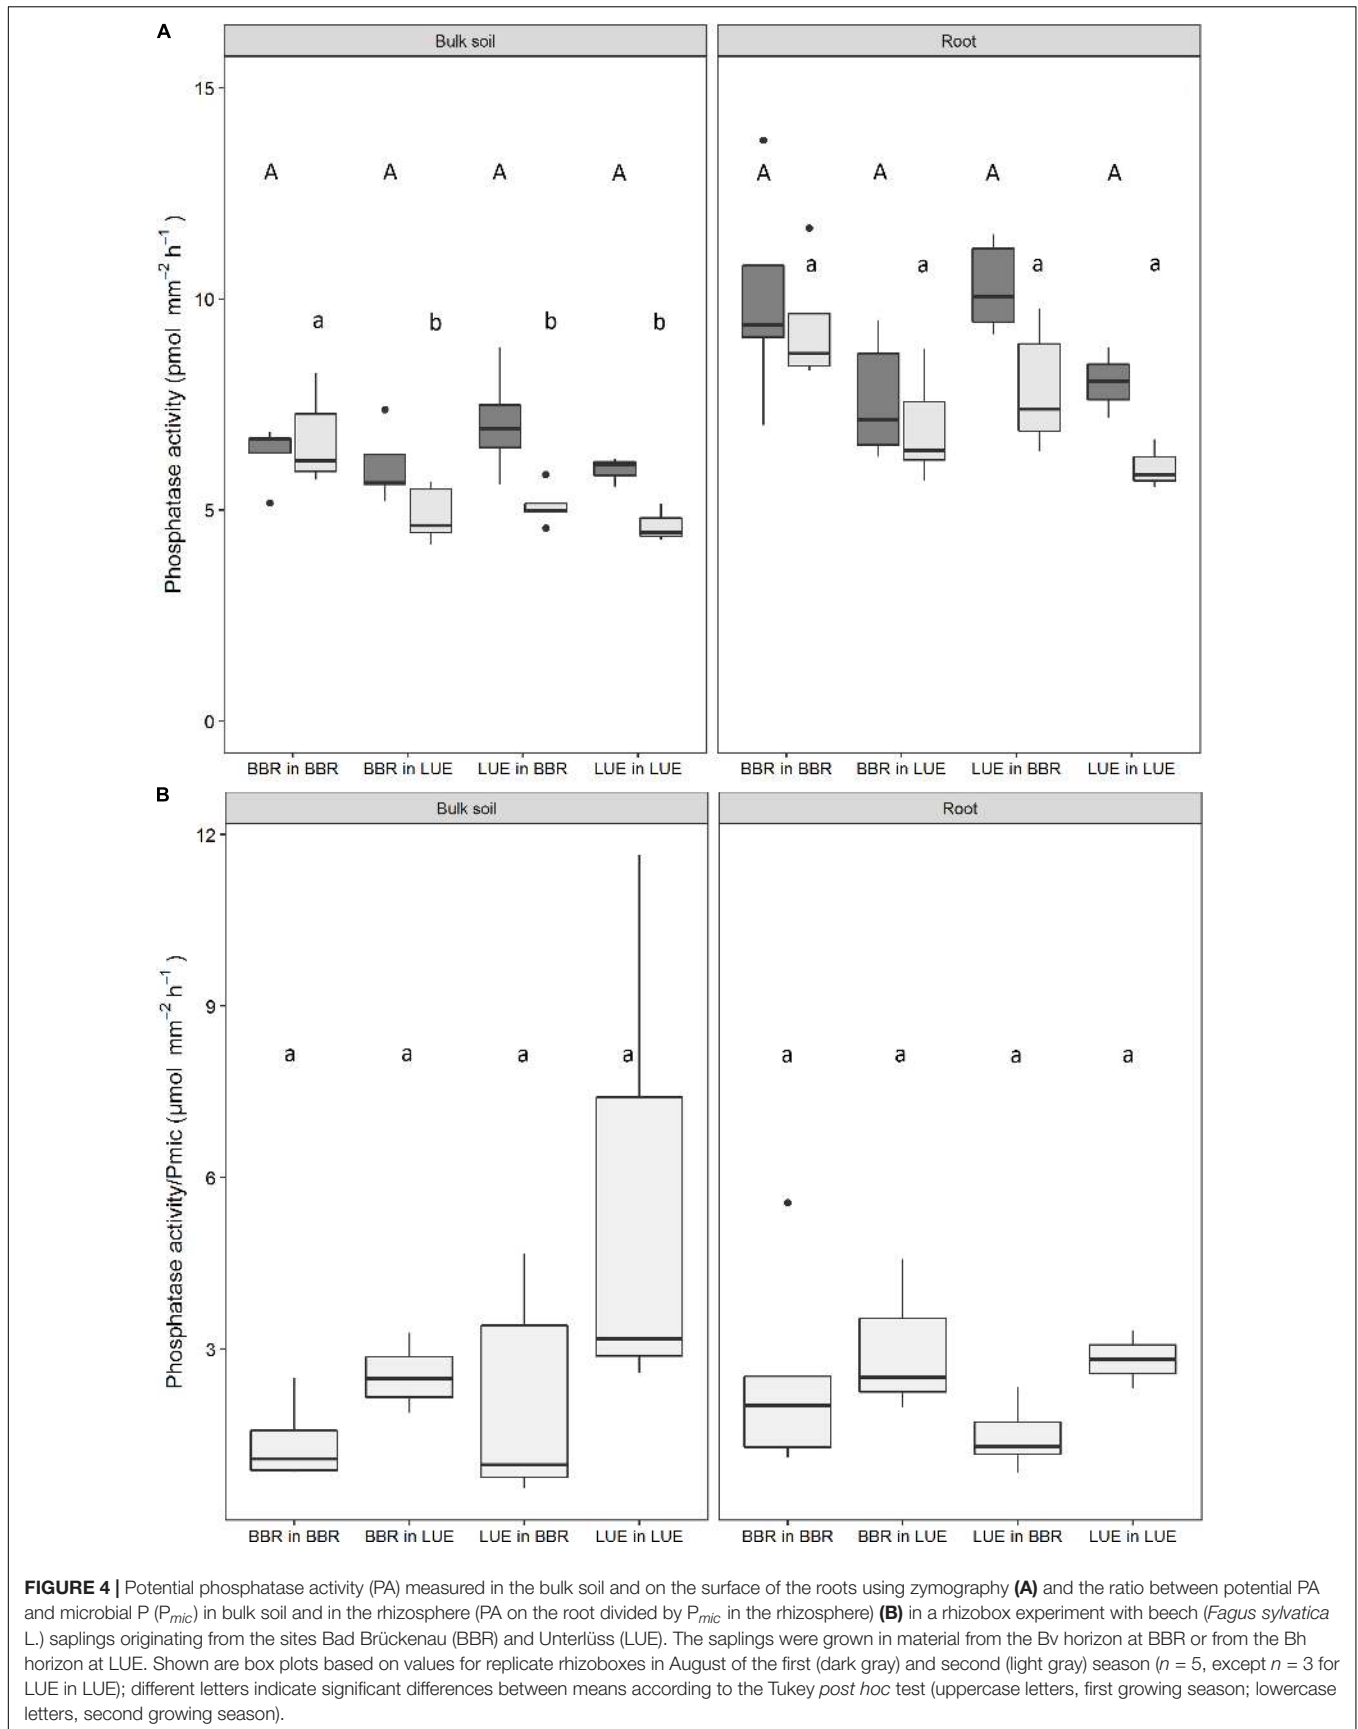 A
Bulk soil
Root
Phosphatase activity (pmol mm⁻² h⁻¹ )
15
10
5
0
A A A A
a b b b
A A A A
a a a a
BBR in BBR BBR in LUE LUE in BBR LUE in LUE
BBR in BBR BBR in LUE LUE in BBR LUE in LUE
B
Bulk soil
Root
Phosphatase activity/Pmic (µmol mm⁻² h⁻¹ )
12
9
6
3
a a a a
a a a a
BBR in BBR BBR in LUE LUE in BBR LUE in LUE
BBR in BBR BBR in LUE LUE in BBR LUE in LUE
FIGURE 4 | Potential phosphatase activity (PA) measured in the bulk soil and on the surface of the roots using zymography (A) and the ratio between potential PA
and microbial P (Pmic) in bulk soil and in the rhizosphere (PA on the root divided by Pmic in the rhizosphere) (B) in a rhizobox experiment with beech (Fagus sylvatica
L.) saplings originating from the sites Bad Brückenau (BBR) and Unterlüss (LUE). The saplings were grown in material from the Bv horizon at BBR or from the Bh
horizon at LUE. Shown are box plots based on values for replicate rhizoboxes in August of the first (dark gray) and second (light gray) season (n = 5, except n = 3 for
LUE in LUE); different letters indicate significant differences between means according to the Tukey post hoc test (uppercase letters, first growing season; lowercase
letters, second growing season).